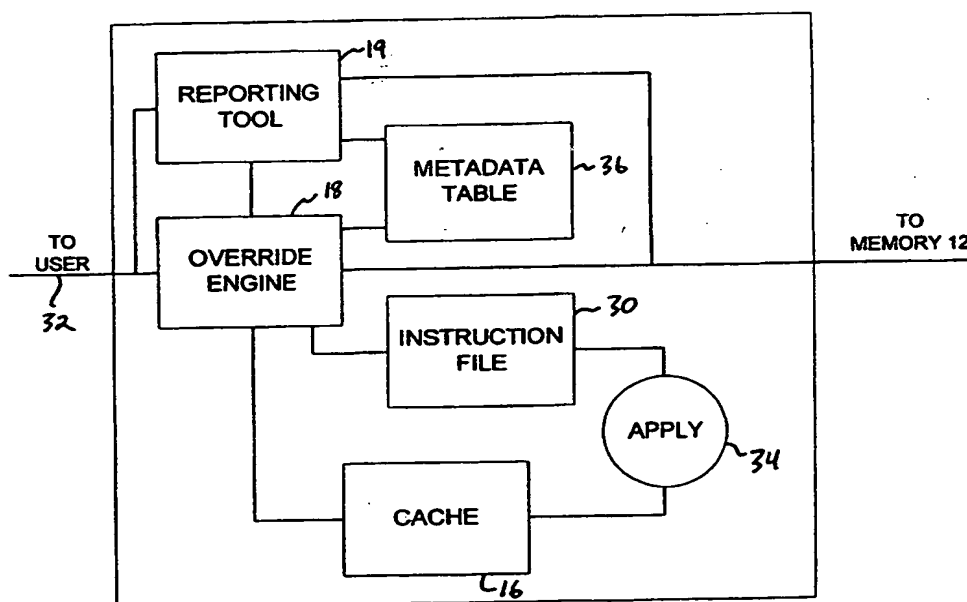 19
REPORTING
TOOL
METADATA
TABLE
36
18
TO
USER
32
OVERRIDE
ENGINE
TO
MEMORY 12
30
INSTRUCTION
FILE
APPLY
34
CACHE
16